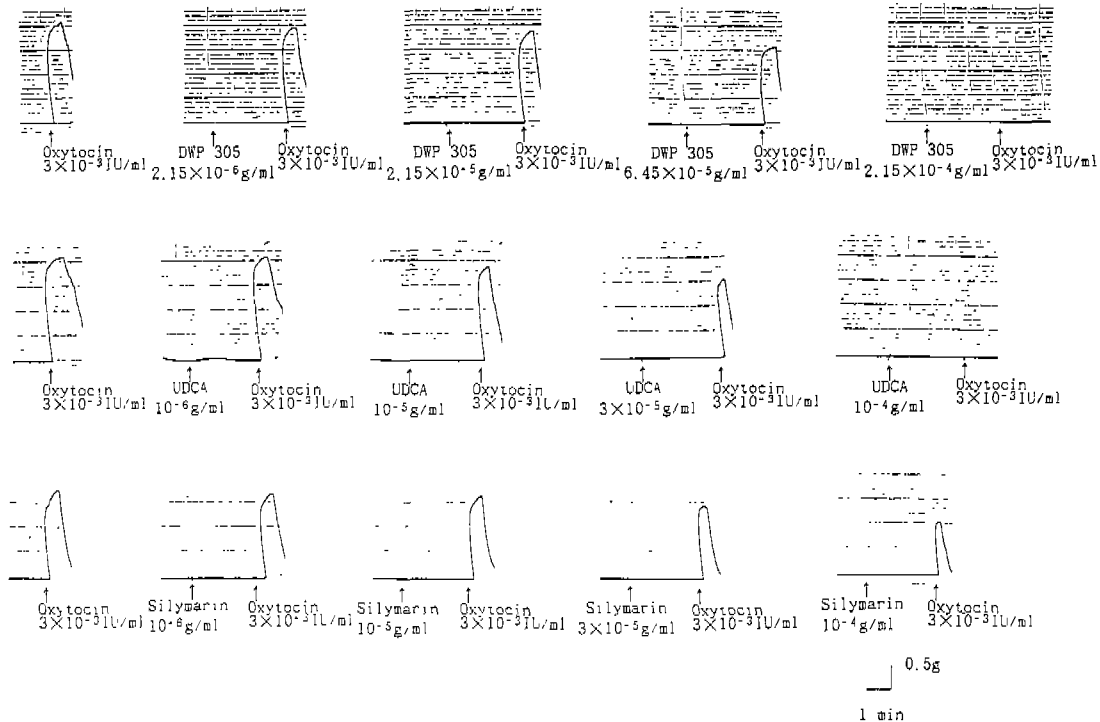 Oxytocin
3×10⁻³IU/ml
DWP 305
2.15×10⁻⁶g/ml
Oxytocin
3×10⁻³IU/ml
DWP 305
2.15×10⁻⁵g/ml
Oxytocin
3×10⁻³IU/ml
DWP 305
6.45×10⁻⁵g/ml
Oxytocin
3×10⁻³IU/ml
DWP 305
2.15×10⁻⁴g/ml
Oxytocin
3×10⁻³IU/ml
Oxytocin
3×10⁻³IU/ml
UDCA
10⁻⁶g/ml
Oxytocin
3×10⁻³IU/ml
UDCA
10⁻⁵g/ml
Oxytocin
3×10⁻³IU/ml
UDCA
3×10⁻⁵g/ml
Oxytocin
3×10⁻³IU/ml
UDCA
10⁻⁴g/ml
Oxytocin
3×10⁻³IU/ml
Oxytocin
3×10⁻³IU/ml
Silymarin
10⁻⁶g/ml
Oxytocin
3×10⁻³IU/ml
Silymarin
10⁻⁵g/ml
Oxytocin
3×10⁻³IU/ml
Silymarin
3×10⁻⁵g/ml
Oxytocin
3×10⁻³IU/ml
Silymarin
10⁻⁴g/ml
Oxytocin
3×10⁻³IU/ml
0.5g
1 min